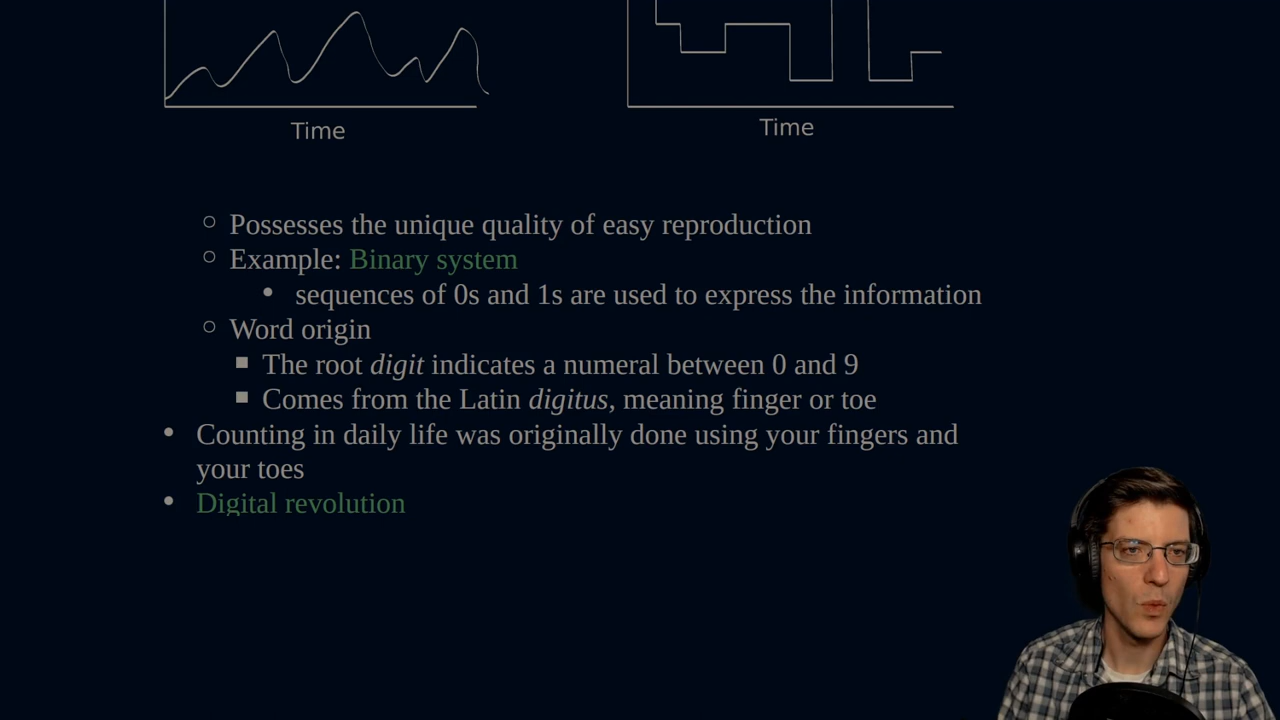 Time
Time
Possesses the unique quality of easy reproduction
Example: Binary system
sequences of 0s and 1s are used to express the information
Word origin
The root digit indicates a numeral between 0 and 9
Comes from the Latin digitus, meaning finger or toe
Counting in daily life was originally done using your fingers and
your toes
Digital revolution